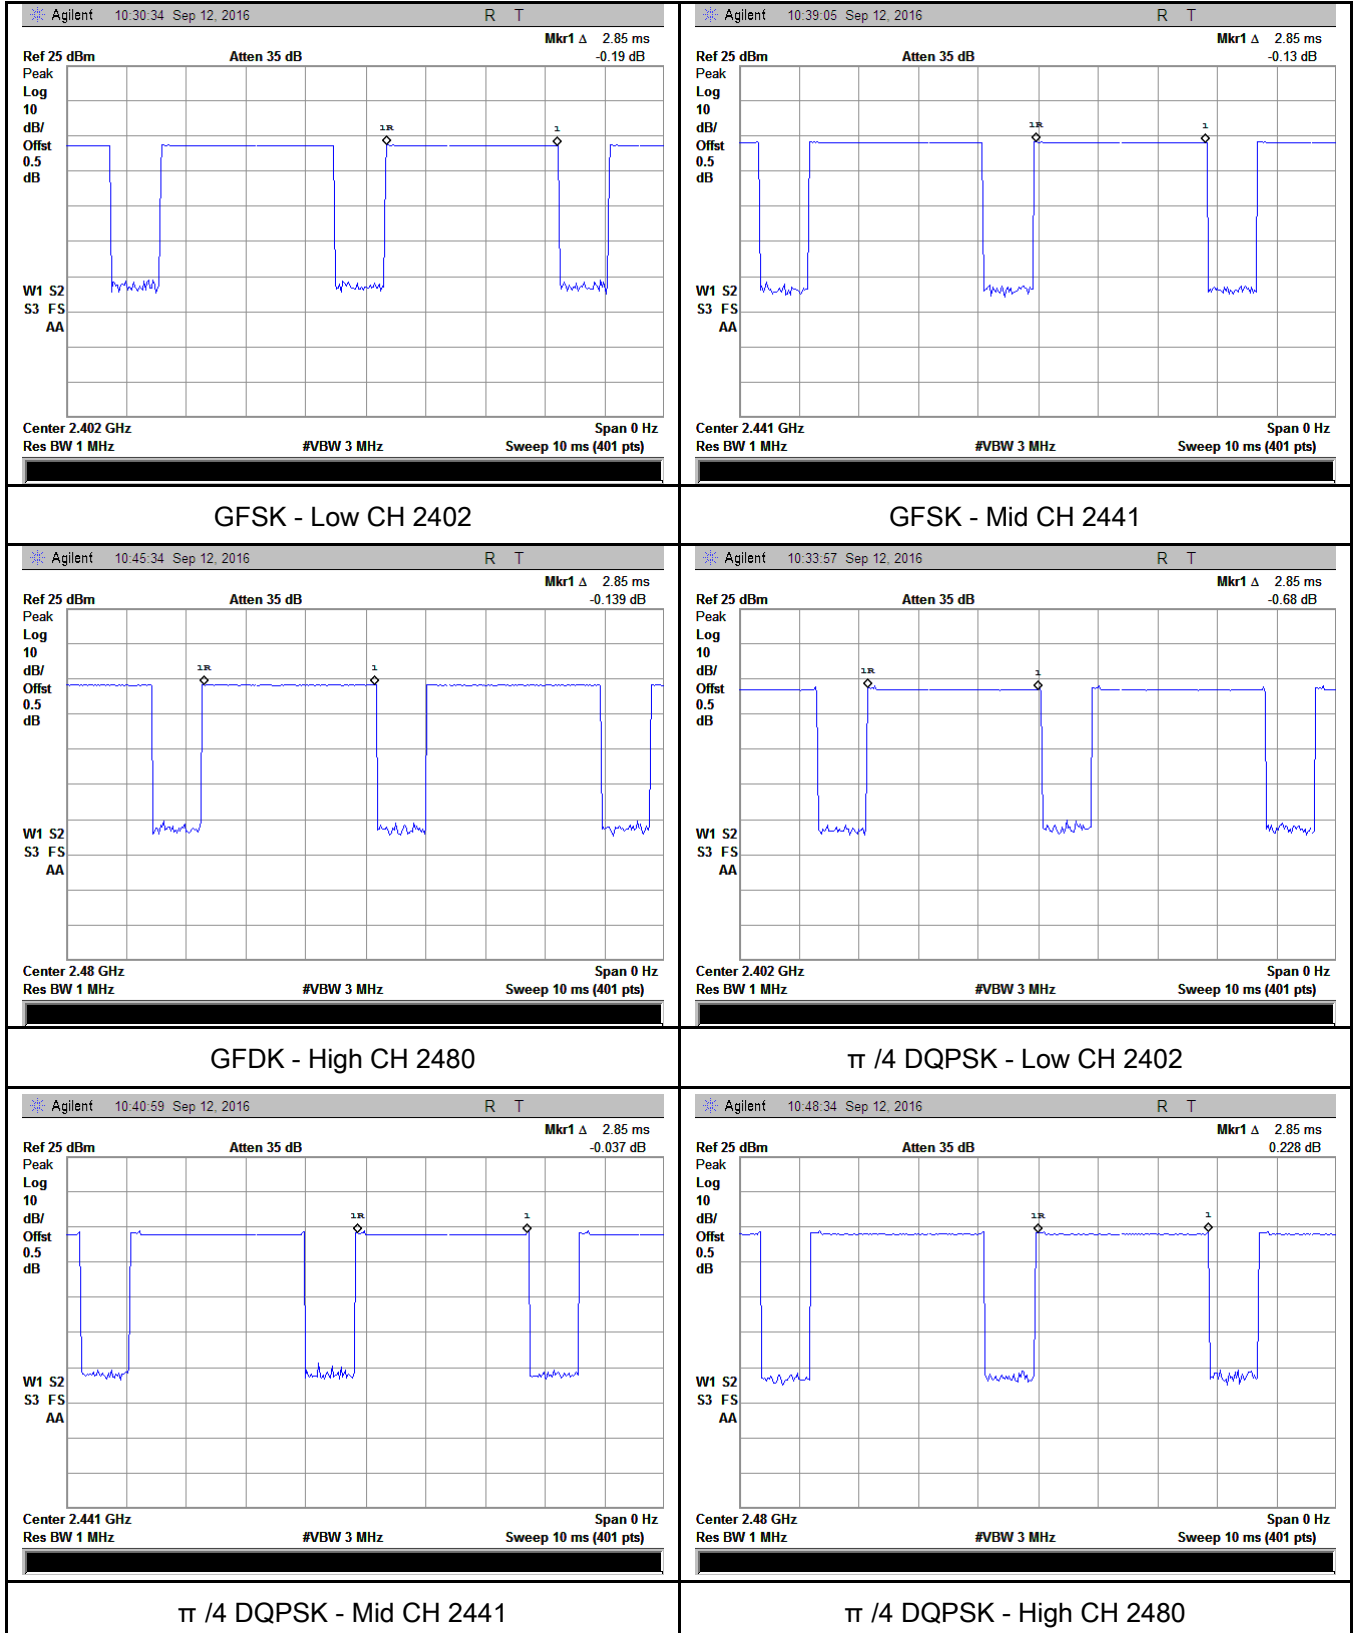 Agilent 10:30:34 Sep 12, 2016 R T
Mkr1 Δ 2.85 ms
Ref 25 dBm Atten 35 dB -0.19 dB
Peak
Log
10
dB/
Offst
0.5
dB
1R 1
W1 S2
S3 FS
AA
Center 2.402 GHz Span 0 Hz
Res BW 1 MHz #VBW 3 MHz Sweep 10 ms (401 pts)
GFSK - Low CH 2402
Agilent 10:39:05 Sep 12, 2016 R T
Mkr1 Δ 2.85 ms
Ref 25 dBm Atten 35 dB -0.13 dB
Peak
Log
10
dB/
Offst
0.5
dB
1R 1
W1 S2
S3 FS
AA
Center 2.441 GHz Span 0 Hz
Res BW 1 MHz #VBW 3 MHz Sweep 10 ms (401 pts)
GFSK - Mid CH 2441
Agilent 10:45:34 Sep 12, 2016 R T
Mkr1 Δ 2.85 ms
Ref 25 dBm Atten 35 dB -0.139 dB
Peak
Log
10
dB/
Offst
0.5
dB
1R 1
W1 S2
S3 FS
AA
Center 2.48 GHz Span 0 Hz
Res BW 1 MHz #VBW 3 MHz Sweep 10 ms (401 pts)
GFDK - High CH 2480
Agilent 10:33:57 Sep 12, 2016 R T
Mkr1 Δ 2.85 ms
Ref 25 dBm Atten 35 dB -0.68 dB
Peak
Log
10
dB/
Offst
0.5
dB
1R 1
W1 S2
S3 FS
AA
Center 2.402 GHz Span 0 Hz
Res BW 1 MHz #VBW 3 MHz Sweep 10 ms (401 pts)
π /4 DQPSK - Low CH 2402
Agilent 10:40:59 Sep 12, 2016 R T
Mkr1 Δ 2.85 ms
Ref 25 dBm Atten 35 dB -0.037 dB
Peak
Log
10
dB/
Offst
0.5
dB
1R 1
W1 S2
S3 FS
AA
Center 2.441 GHz Span 0 Hz
Res BW 1 MHz #VBW 3 MHz Sweep 10 ms (401 pts)
π /4 DQPSK - Mid CH 2441
Agilent 10:48:34 Sep 12, 2016 R T
Mkr1 Δ 2.85 ms
Ref 25 dBm Atten 35 dB 0.228 dB
Peak
Log
10
dB/
Offst
0.5
dB
1R 1
W1 S2
S3 FS
AA
Center 2.48 GHz Span 0 Hz
Res BW 1 MHz #VBW 3 MHz Sweep 10 ms (401 pts)
π /4 DQPSK - High CH 2480